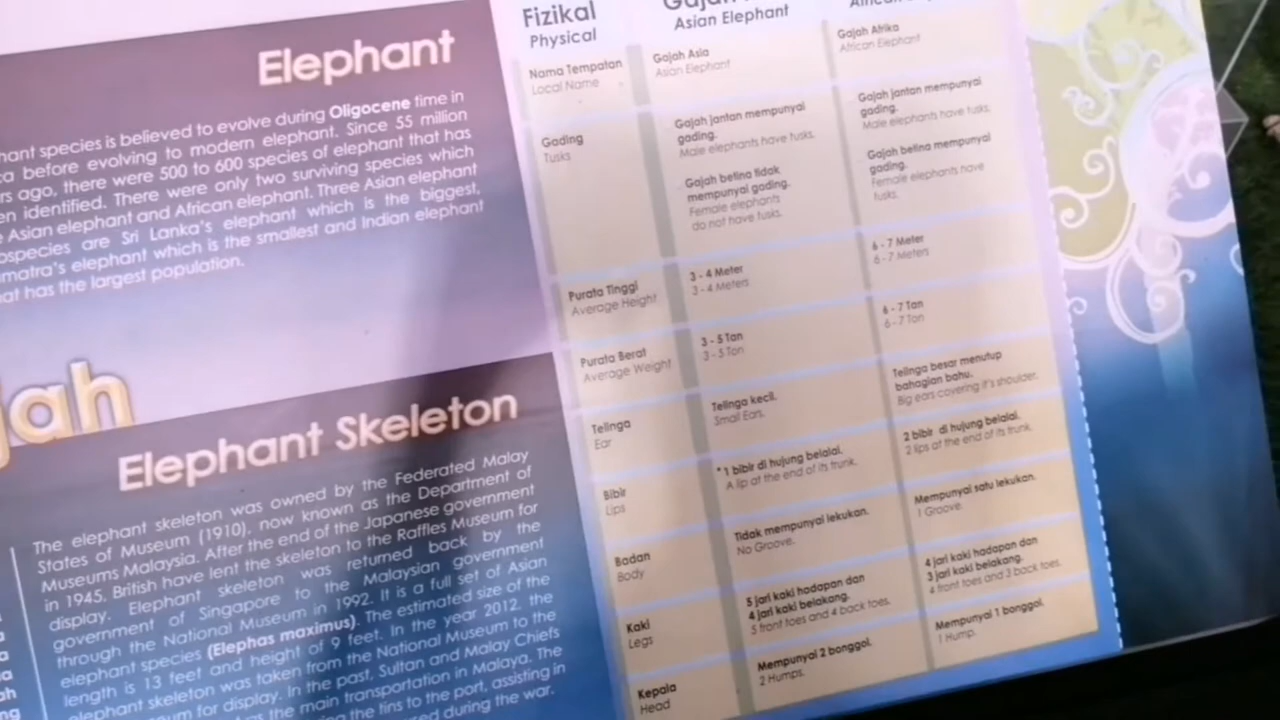 Elephant
hant species is believed to evolve during Oligocene time in
ca before evolving to modern elephant. Since 55 million
rs ago, there were 500 to 600 species of elephant that has
en identified. There were only two surviving species which
e Asian elephant and African elephant. Three Asian elephant
ospecies are Sri Lanka's elephant which is the biggest,
matra's elephant which is the smallest and Indian elephant
at has the largest population.
jah
Elephant Skeleton
The elephant skeleton was owned by the Federated Malay
States of Museum (1910), now known as the Department of
Museums Malaysia. After the end of the Japanese government
in 1945. British have lent the skeleton to the Raffles Museum for
display. Elephant skeleton was returned back by the
government of Singapore to the Malaysian government
through the National Museum in 1992. It is a full set of Asian
elephant species (Elephas maximus). The estimated size of the
length is 13 feet and height of 9 feet. In the year 2012, the
elephant skeleton was taken from the National Museum to the
um for display. In the past, Sultan and Malay Chiefs
as the main transportation in Malaya. The
the tins to the port, assisting in
during the war.
Fizikal
Physical
Asian Elephant
Nama Tempatan
Local Name
Gajah Asia
Asian Elephant
Gajah Afrika
African Elephant
Gading
Tusks
Gajah jantan mempunyai
gading.
Male elephants have tusks.
Gajah betina tidak
mempunyai gading.
Female elephants
do not have tusks.
Gajah jantan mempunyai
gading.
Male elephants have tusks.
Gajah betina mempunyai
gading.
Female elephants have
tusks.
Purata Tinggi
Average Height
3 - 4 Meter
3 - 4 Meters
6 - 7 Meter
6 - 7 Meters
Purata Berat
Average Weight
3 - 5 Tan
3 - 5 Ton
6 - 7 Tan
6 - 7 Ton
Telinga
Ear
Telinga kecil.
Small Ears.
Telinga besar menutup
bahagian bahu.
Big ears covering it's shoulder.
Bibir
Lips
* 1 bibir di hujung belalai.
A lip at the end of its trunk.
2 bibir di hujung belalai.
2 lips at the end of its trunk.
Badan
Body
Tidak mempunyai lekukan.
No Groove.
Mempunyai satu lekukan.
1 Groove.
Kaki
Legs
5 jari kaki hadapan dan
4 jari kaki belakang.
5 front toes and 4 back toes.
4 jari kaki hadapan dan
3 jari kaki belakang.
4 front toes and 3 back toes.
Kepala
Head
Mempunyai 2 bonggol.
2 Humps.
Mempunyai 1 bonggol.
1 Hump.